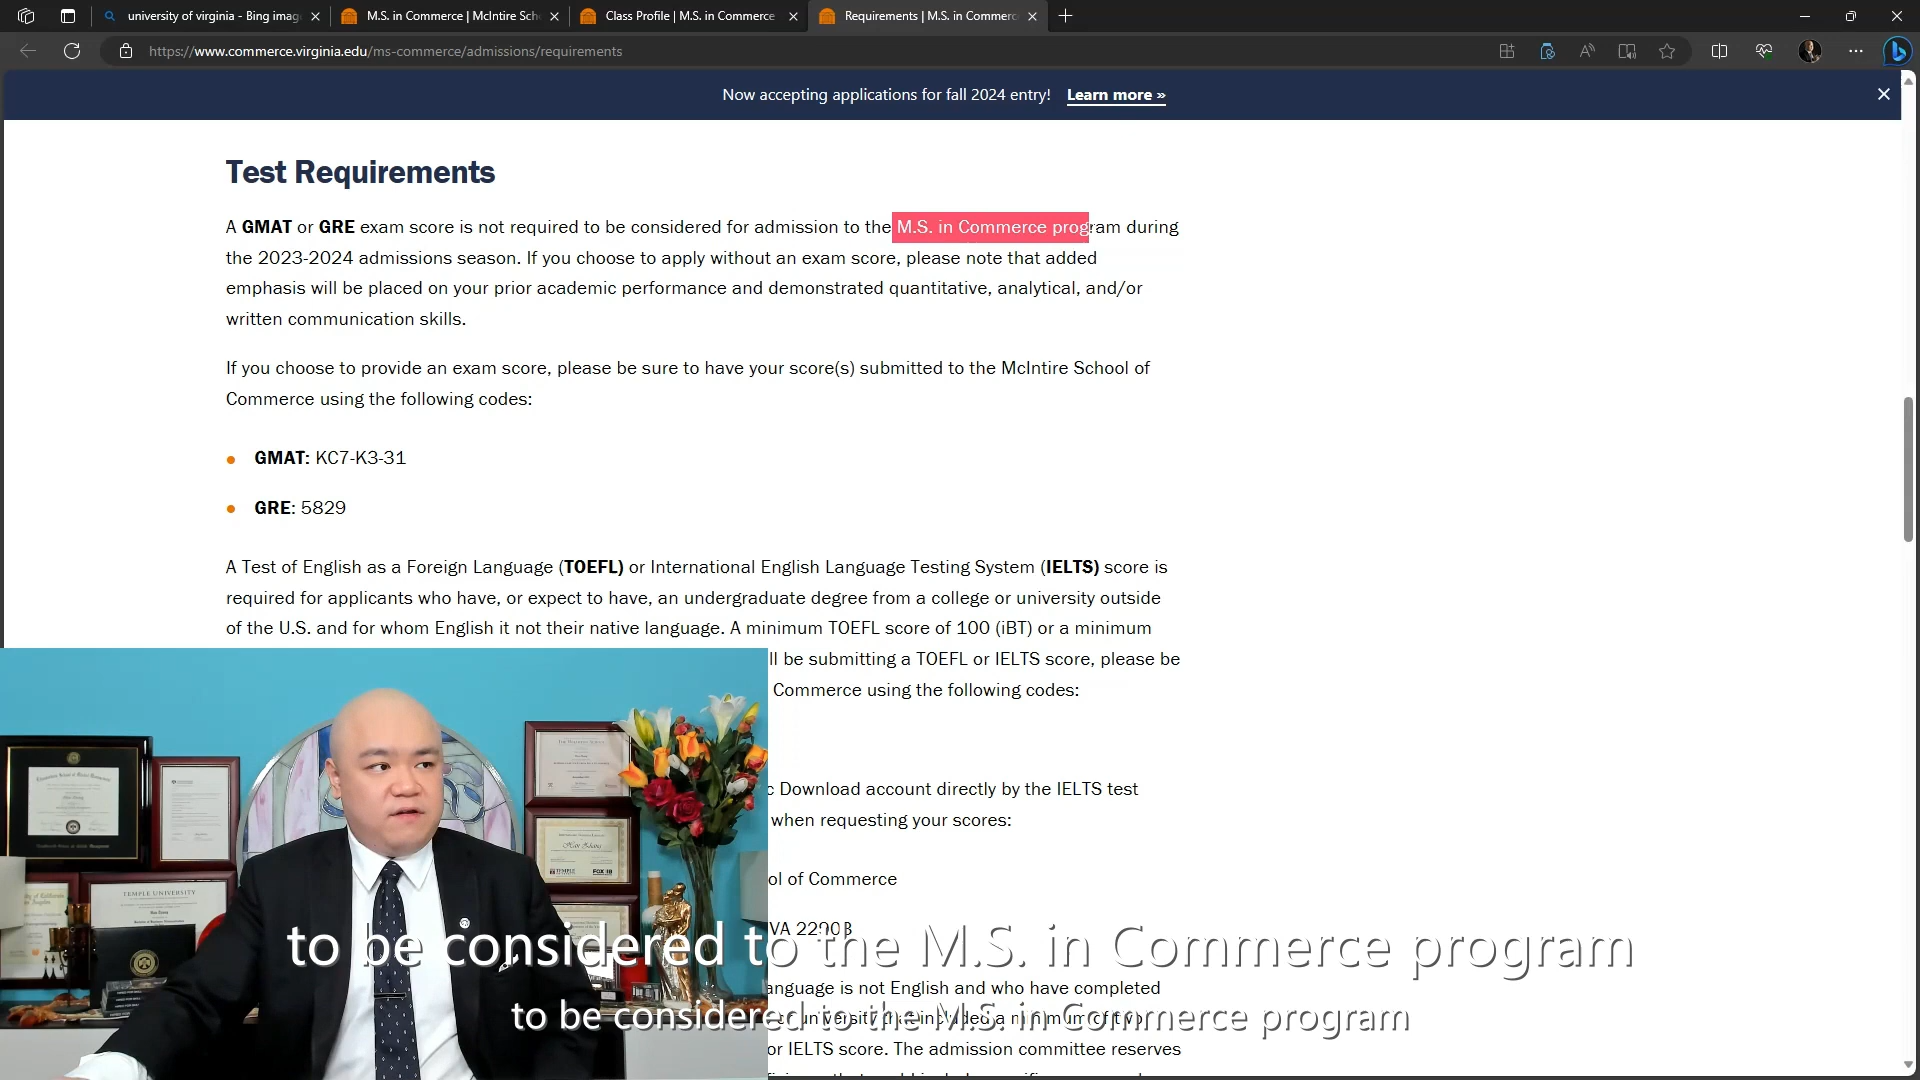 university of virginia - Bing imag
M.S. in Commerce | McIntire Sch
Class Profile | M.S. in Commerce
Requirements | M.S. in Commerc
https://www.commerce.virginia.edu/ms-commerce/admissions/requirements
Now accepting applications for fall 2024 entry! Learn more »
Test Requirements
A GMAT or GRE exam score is not required to be considered for admission to the M.S. in Commerce program during
the 2023-2024 admissions season. If you choose to apply without an exam score, please note that added
emphasis will be placed on your prior academic performance and demonstrated quantitative, analytical, and/or
written communication skills.
If you choose to provide an exam score, please be sure to have your score(s) submitted to the McIntire School of
Commerce using the following codes:
GMAT: KC7-K3-31
GRE: 5829
A Test of English as a Foreign Language (TOEFL) or International English Language Testing System (IELTS) score is
required for applicants who have, or expect to have, an undergraduate degree from a college or university outside
of the U.S. and for whom English it not their native language. A minimum TOEFL score of 100 (iBT) or a minimum
ll be submitting a TOEFL or IELTS score, please be
Commerce using the following codes:
c Download account directly by the IELTS test
when requesting your scores:
ol of Commerce
VA 22903
TEMPLE UNIVERSITY
FOX
to be considered to the M.S. in Commerce program
anguage is not English and who have completed
or university that included a minimum of two
to be considered to the M.S. in Commerce program
or IELTS score. The admission committee reserves